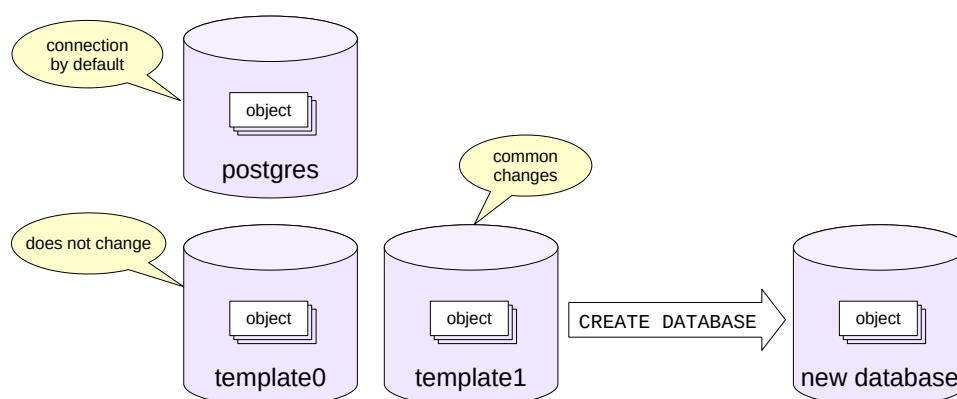 connection
by default
object
postgres
common
changes
does not change
object
object
CREATE DATABASE
object
template0
template1
new database